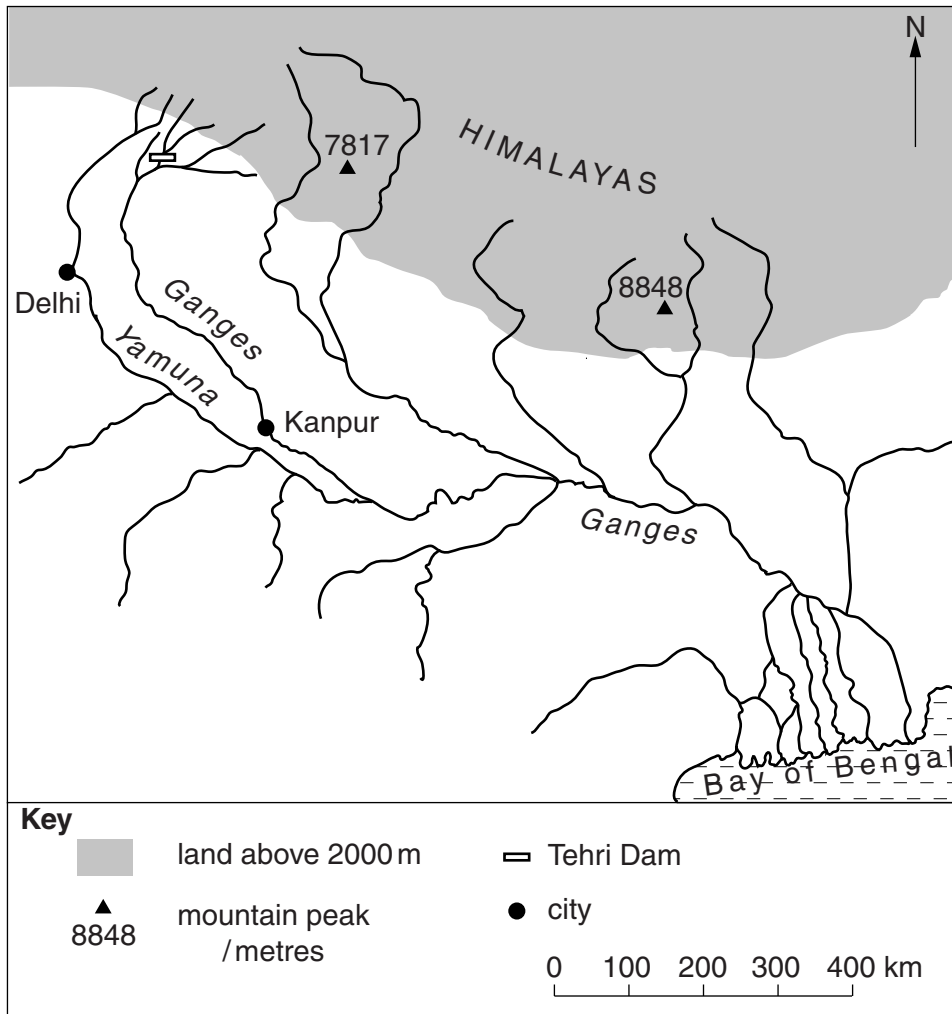 N
HIMALAYAS
7817
8848
Delhi
Ganges
Yamuna
Kanpur
Ganges
Bay of Bengal
Key
land above 2000 m
Tehri Dam
8848
mountain peak
/ metres
city
0 100 200 300 400 km